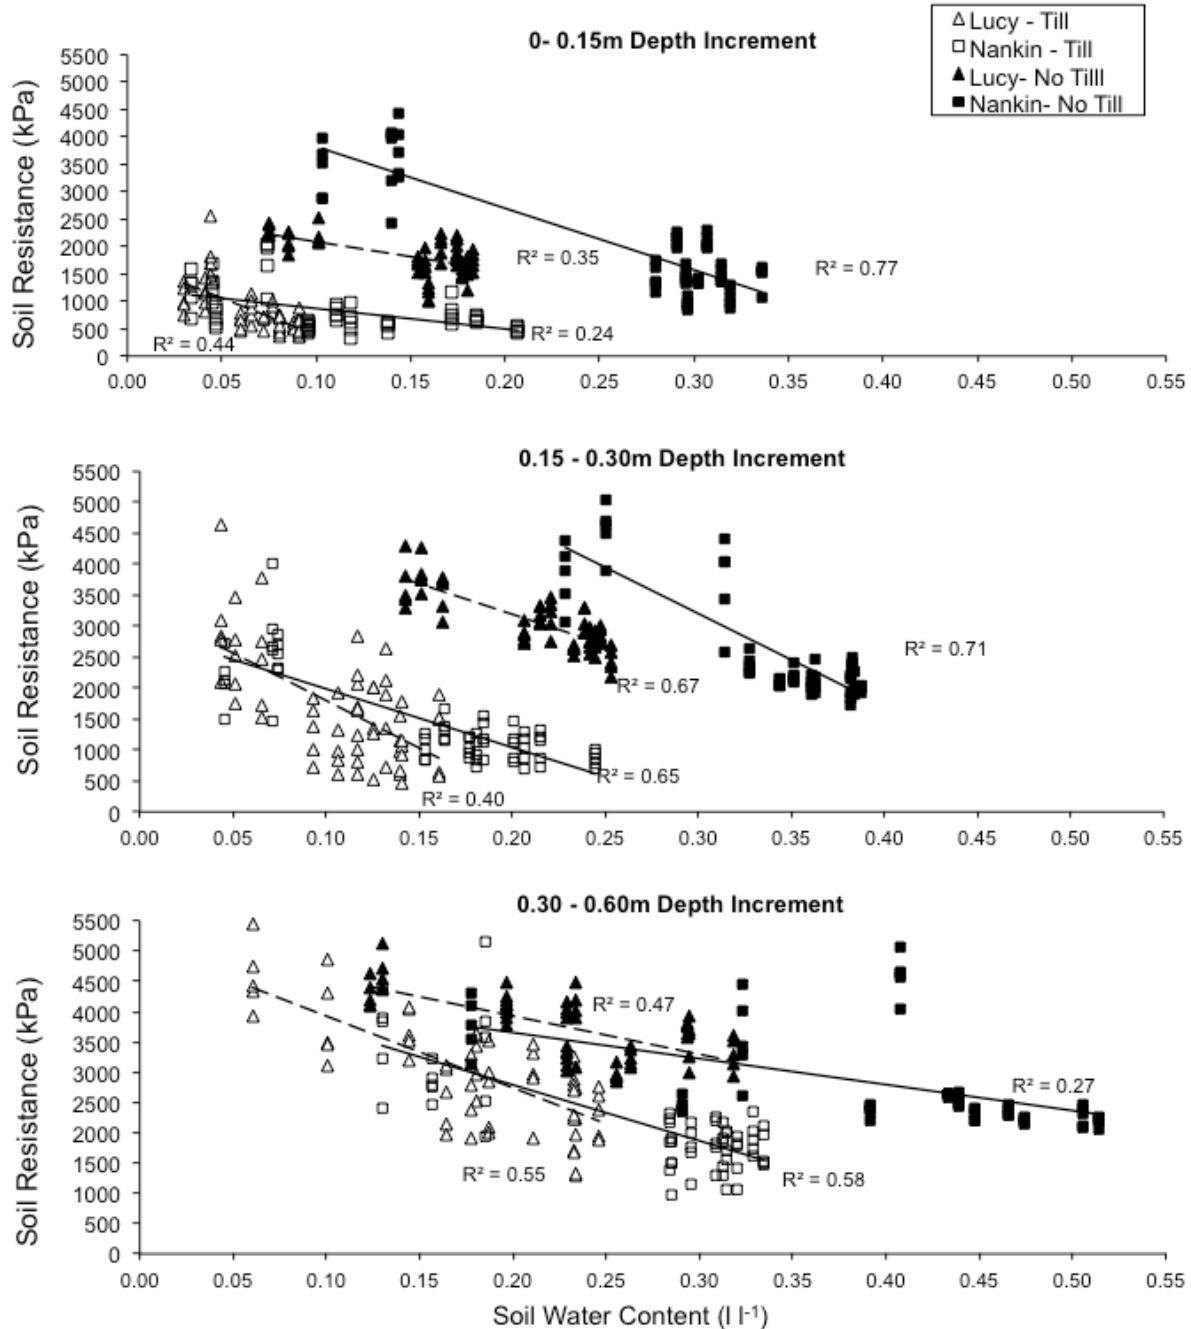 △ Lucy - Till
□ Nankin - Till
▲ Lucy- No Tilll
■ Nankin- No Till
0- 0.15m Depth Increment
Soil Resistance (kPa)
5500
5000
4500
4000
3500
3000
2500
2000
1500
1000
500
0
R² = 0.35
R² = 0.77
R² = 0.24
R² = 0.44
0.00 0.05 0.10 0.15 0.20 0.25 0.30 0.35 0.40 0.45 0.50 0.55
0.15 - 0.30m Depth Increment
Soil Resistance (kPa)
5500
5000
4500
4000
3500
3000
2500
2000
1500
1000
500
0
R² = 0.71
R² = 0.67
R² = 0.65
R² = 0.40
0.00 0.05 0.10 0.15 0.20 0.25 0.30 0.35 0.40 0.45 0.50 0.55
0.30 - 0.60m Depth Increment
Soil Resistance (kPa)
5500
5000
4500
4000
3500
3000
2500
2000
1500
1000
500
0
R² = 0.47
R² = 0.27
R² = 0.55
R² = 0.58
0.00 0.05 0.10 0.15 0.20 0.25 0.30 0.35 0.40 0.45 0.50 0.55
Soil Water Content (l l⁻¹)